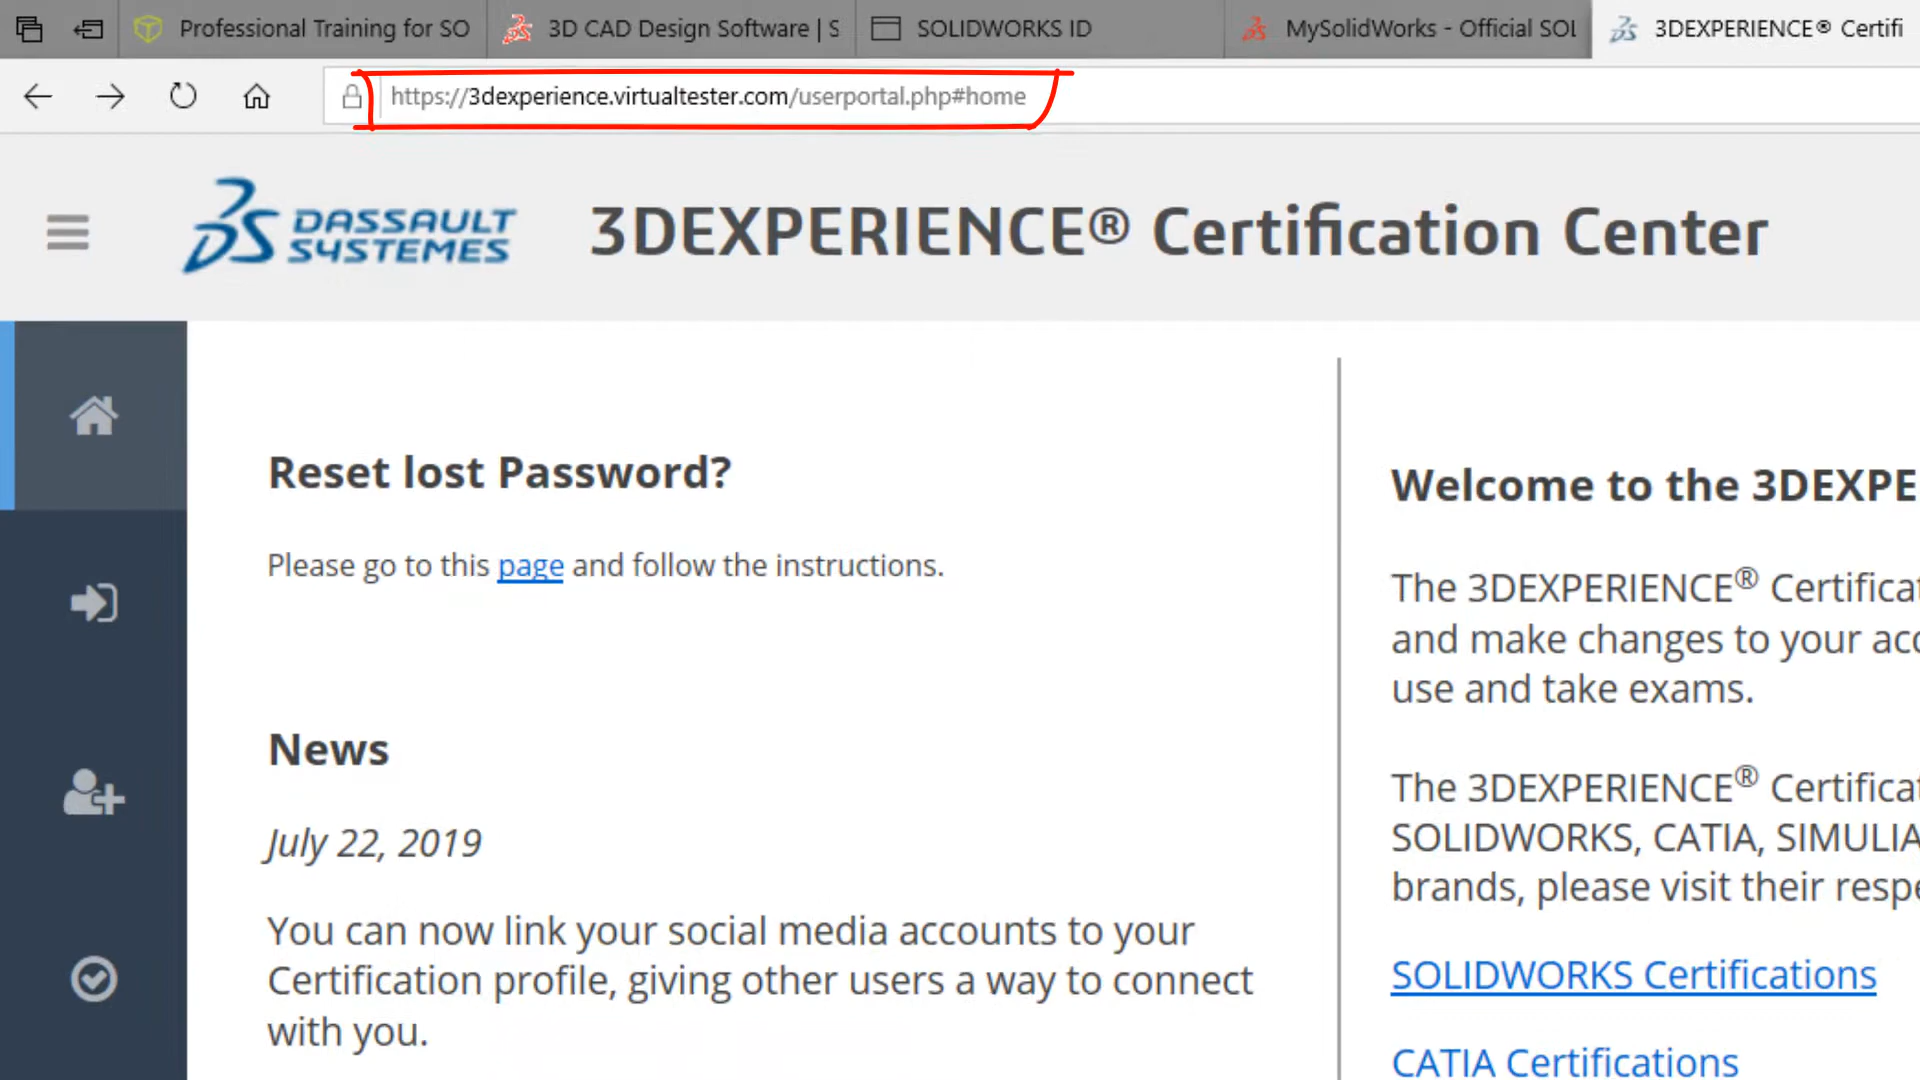 Professional Training for SO
3D CAD Design Software | S
SOLIDWORKS ID
MySolidWorks - Official SOL
3DEXPERIENCE® Certifi
https://3dexperience.virtualtester.com/userportal.php#home
DASSAULT
SYSTEMES
3DEXPERIENCE® Certification Center
Reset lost Password?
Please go to this page and follow the instructions.
News
July 22, 2019
You can now link your social media accounts to your
Certification profile, giving other users a way to connect
with you.
Welcome to the 3DEXPE
The 3DEXPERIENCE® Certificat
and make changes to your acc
use and take exams.
The 3DEXPERIENCE® Certificat
SOLIDWORKS, CATIA, SIMULIA
brands, please visit their respe
SOLIDWORKS Certifications
CATIA Certifications